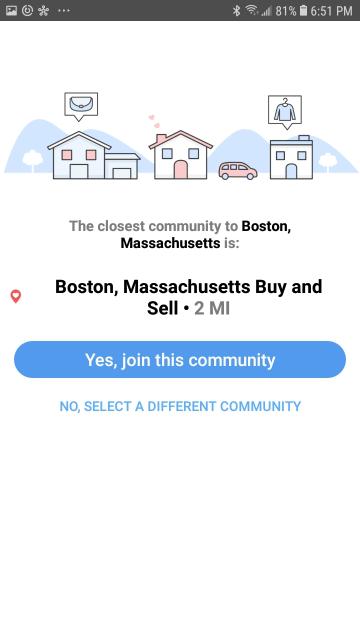 81% 6:51 PM
The closest community to Boston,
Massachusetts is:
Boston, Massachusetts Buy and
Sell • 2 MI
Yes, join this community
NO, SELECT A DIFFERENT COMMUNITY